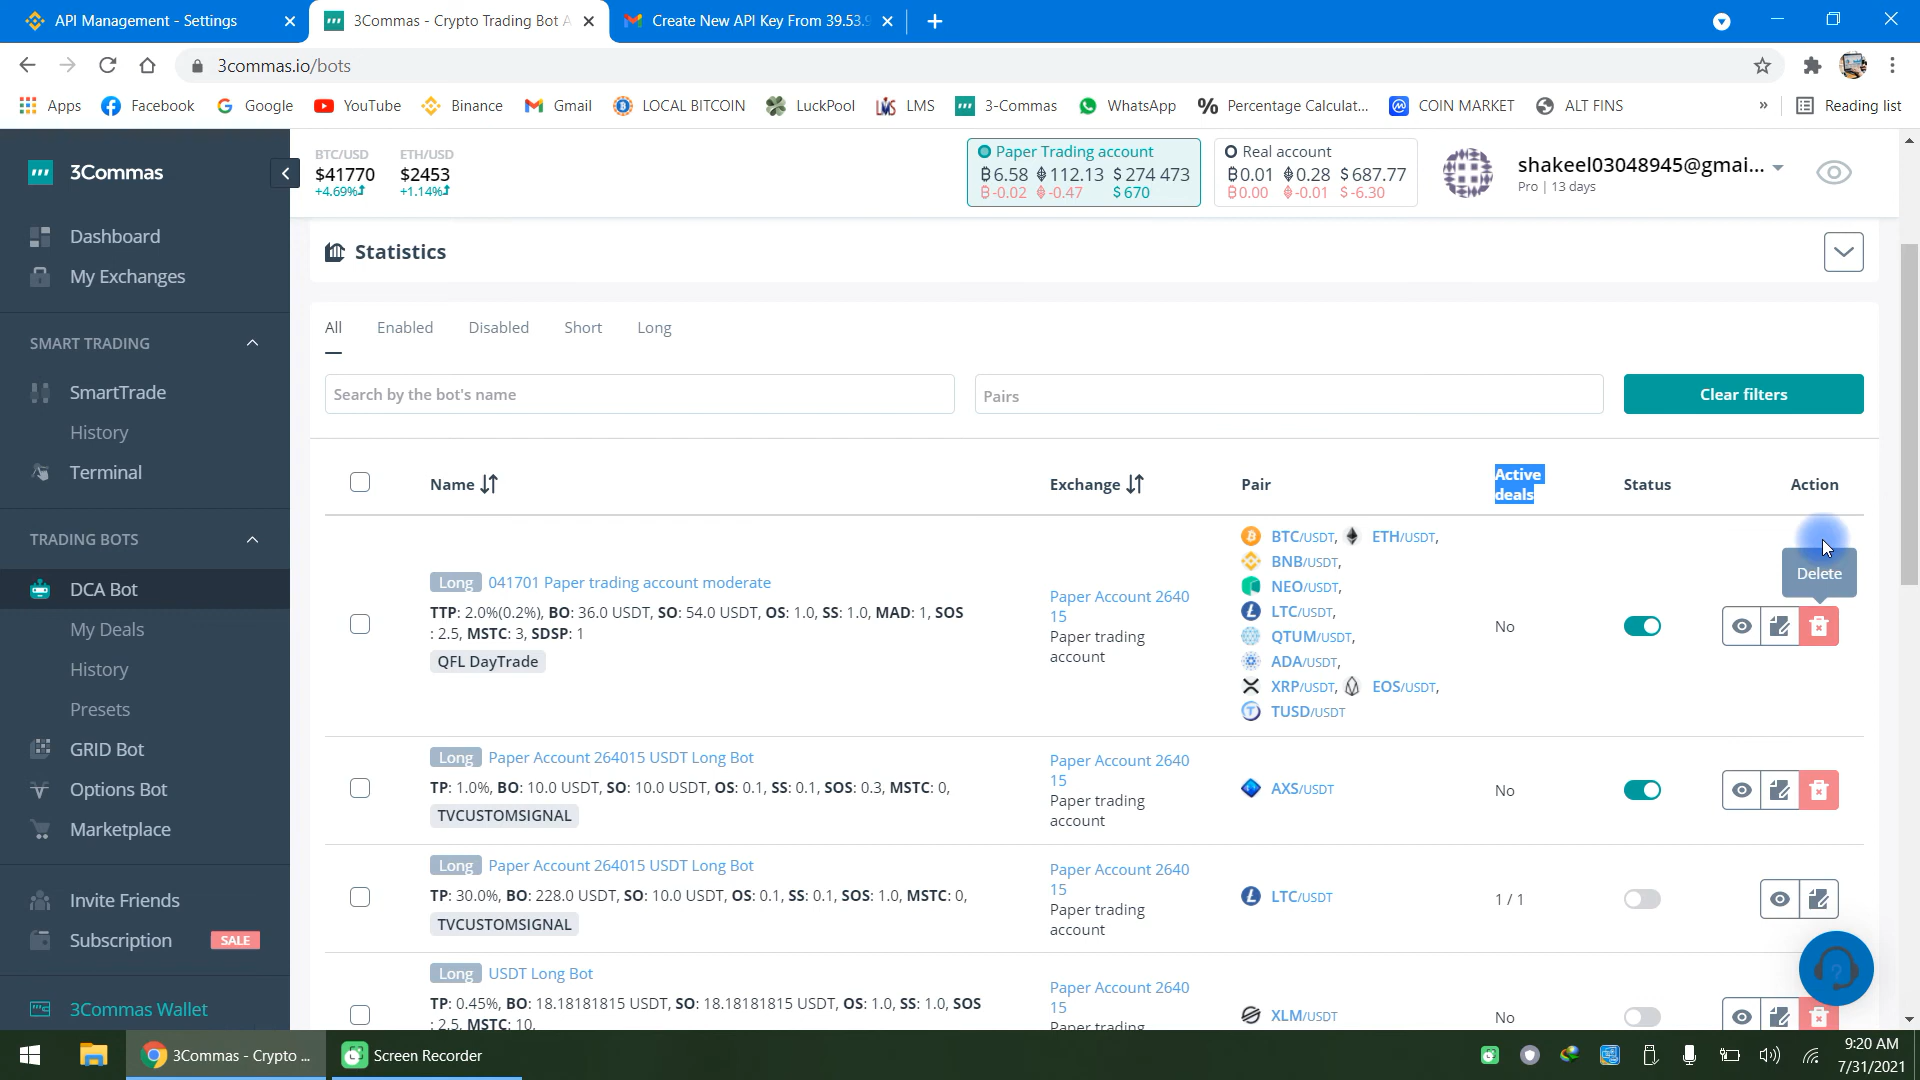 API Management - Settings
3Commas - Crypto Trading Bot A
Create New API Key From 39.53.9
3commas.io/bots
Apps Facebook Google YouTube Binance Gmail LOCAL BITCOIN LuckPool LMS 3-Commas WhatsApp Percentage Calculat... COIN MARKET ALT FINS » Reading list
3Commas
BTC/USD ETH/USD
$41770 $2453
+4.69% +1.14%
Paper Trading account
฿6.58 112.13 $ 274 473
฿-0.02 -0.47 $ 670
Real account
฿0.01 0.28 $ 687.77
฿0.00 -0.01 $ -6.30
shakeel03048945@gmai...
Pro | 13 days
Dashboard
My Exchanges
SMART TRADING
SmartTrade
History
Terminal
TRADING BOTS
DCA Bot
My Deals
History
Presets
GRID Bot
Options Bot
Marketplace
Invite Friends
Subscription SALE
3Commas Wallet
Statistics
All Enabled Disabled Short Long
Search by the bot's name
Pairs
Clear filters
Name Exchange Pair Active deals Status Action
Delete
Long 041701 Paper trading account moderate
TTP: 2.0%(0.2%), BO: 36.0 USDT, SO: 54.0 USDT, OS: 1.0, SS: 1.0, MAD: 1, SOS
: 2.5, MSTC: 3, SDSP: 1
QFL DayTrade
Paper Account 2640
15
Paper trading
account
BTC/USDT, ETH/USDT,
BNB/USDT,
NEO/USDT,
LTC/USDT,
QTUM/USDT,
ADA/USDT,
XRP/USDT, EOS/USDT,
TUSD/USDT
No
Long Paper Account 264015 USDT Long Bot
TP: 1.0%, BO: 10.0 USDT, SO: 10.0 USDT, OS: 0.1, SS: 0.1, SOS: 0.3, MSTC: 0,
TVCUSTOMSIGNAL
Paper Account 2640
15
Paper trading
account
AXS/USDT
No
Long Paper Account 264015 USDT Long Bot
TP: 30.0%, BO: 228.0 USDT, SO: 10.0 USDT, OS: 0.1, SS: 0.1, SOS: 1.0, MSTC: 0,
TVCUSTOMSIGNAL
Paper Account 2640
15
Paper trading
account
LTC/USDT
1 / 1
Long USDT Long Bot
TP: 0.45%, BO: 18.18181815 USDT, SO: 18.18181815 USDT, OS: 1.0, SS: 1.0, SOS
: 2.5, MSTC: 10,
Paper Account 2640
15
Paper trading
XLM/USDT
No
3Commas - Crypto ...
Screen Recorder
9:20 AM
7/31/2021